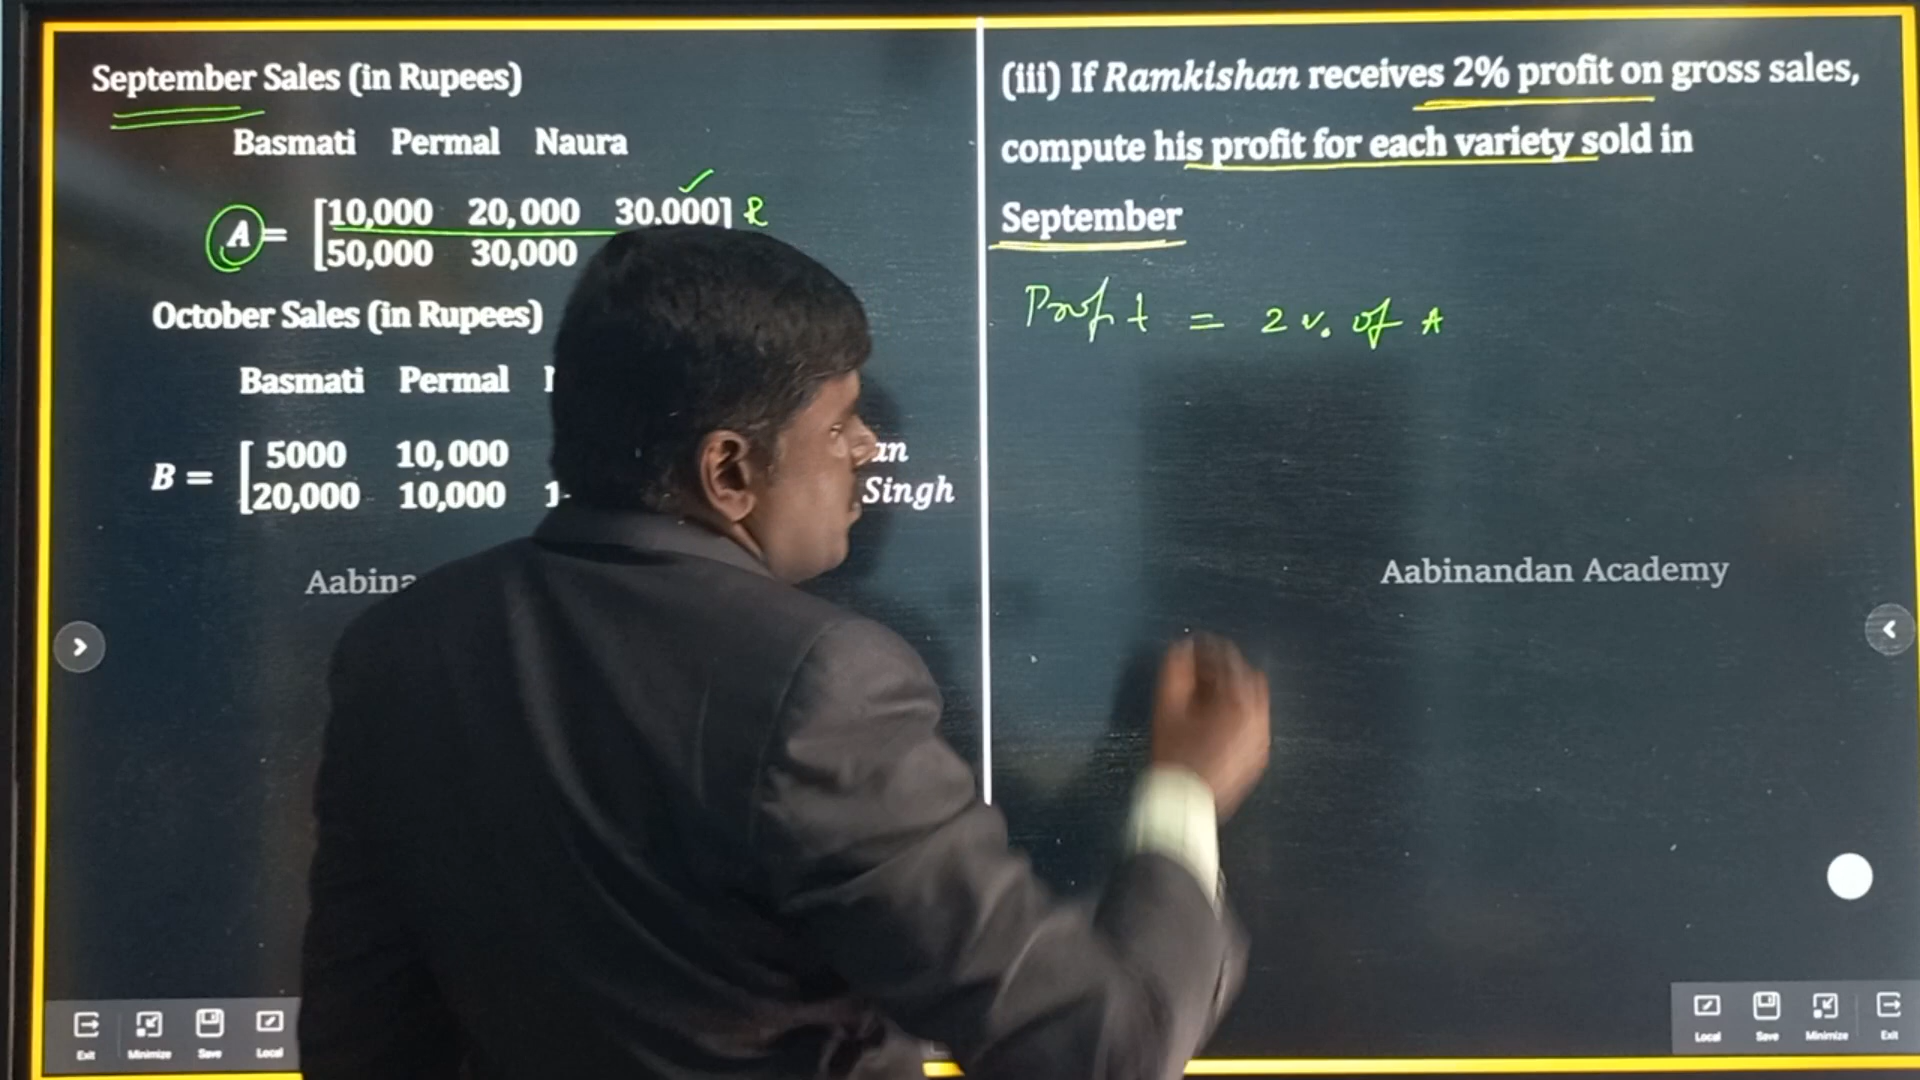 September Sales (in Rupees)
Basmati Permal Naura
A = [10,000 20,000 30.000] R
[50,000 30,000
October Sales (in Rupees)
Basmati Permal
B = [5000 10,000
[20,000 10,000 Singh
Aabina
(iii) If Ramkishan receives 2% profit on gross sales,
compute his profit for each variety sold in
September
Profit = 2 %. of A
Aabinandan Academy
Exit Minimize Save Local
Local Save Minimize Exit